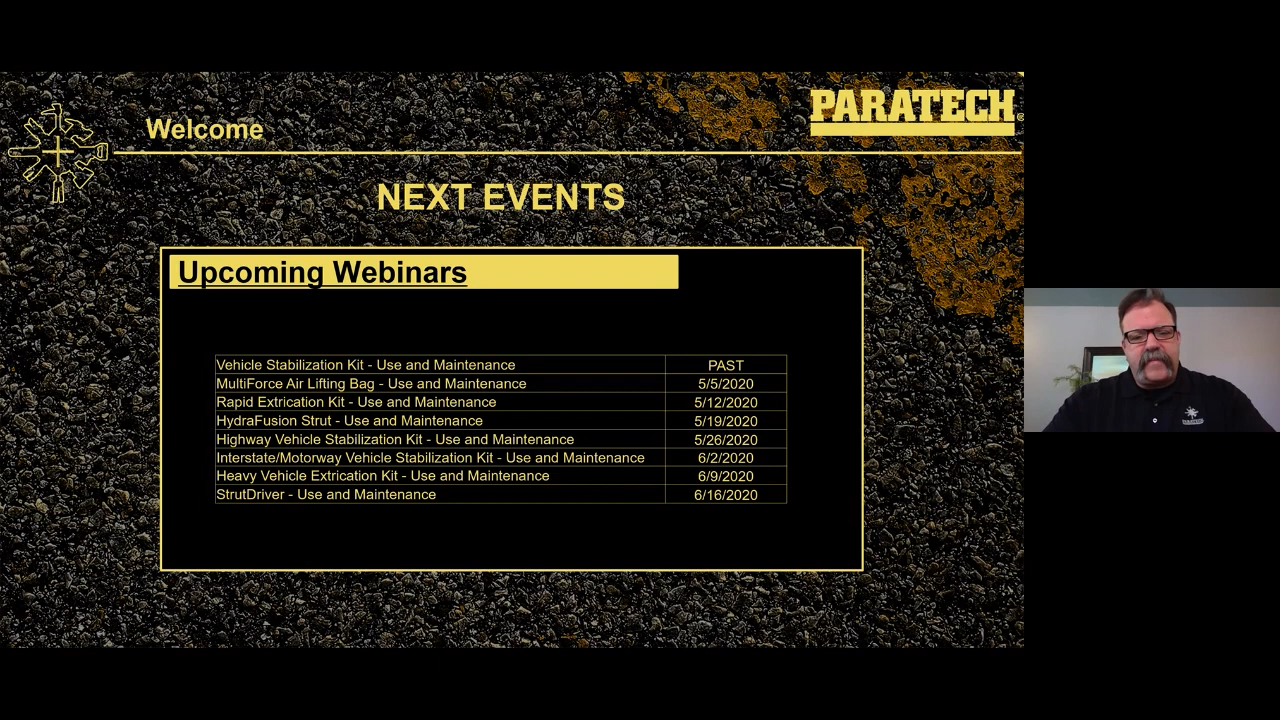 Welcome
PARATECH®
NEXT EVENTS
Upcoming Webinars
Vehicle Stabilization Kit - Use and Maintenance PAST
MultiForce Air Lifting Bag - Use and Maintenance 5/5/2020
Rapid Extrication Kit - Use and Maintenance 5/12/2020
HydraFusion Strut - Use and Maintenance 5/19/2020
Highway Vehicle Stabilization Kit - Use and Maintenance 5/26/2020
Interstate/Motorway Vehicle Stabilization Kit - Use and Maintenance 6/2/2020
Heavy Vehicle Extrication Kit - Use and Maintenance 6/9/2020
StrutDriver - Use and Maintenance 6/16/2020
PARATECH